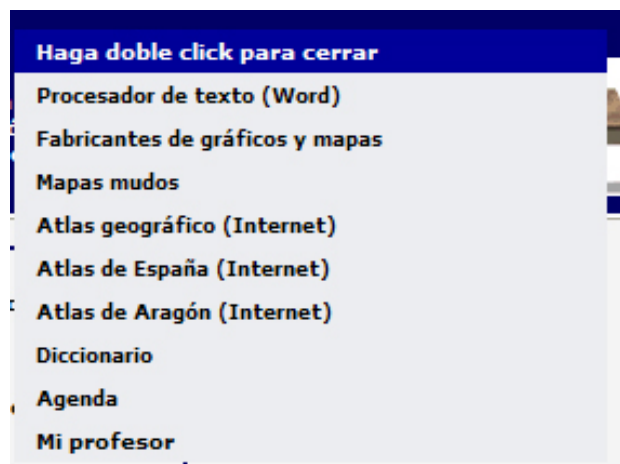 Haga doble click para cerrar
Procesador de texto (Word)
Fabricantes de gráficos y mapas
Mapas mudos
Atlas geográfico (Internet)
Atlas de España (Internet)
Atlas de Aragón (Internet)
Diccionario
Agenda
Mi profesor